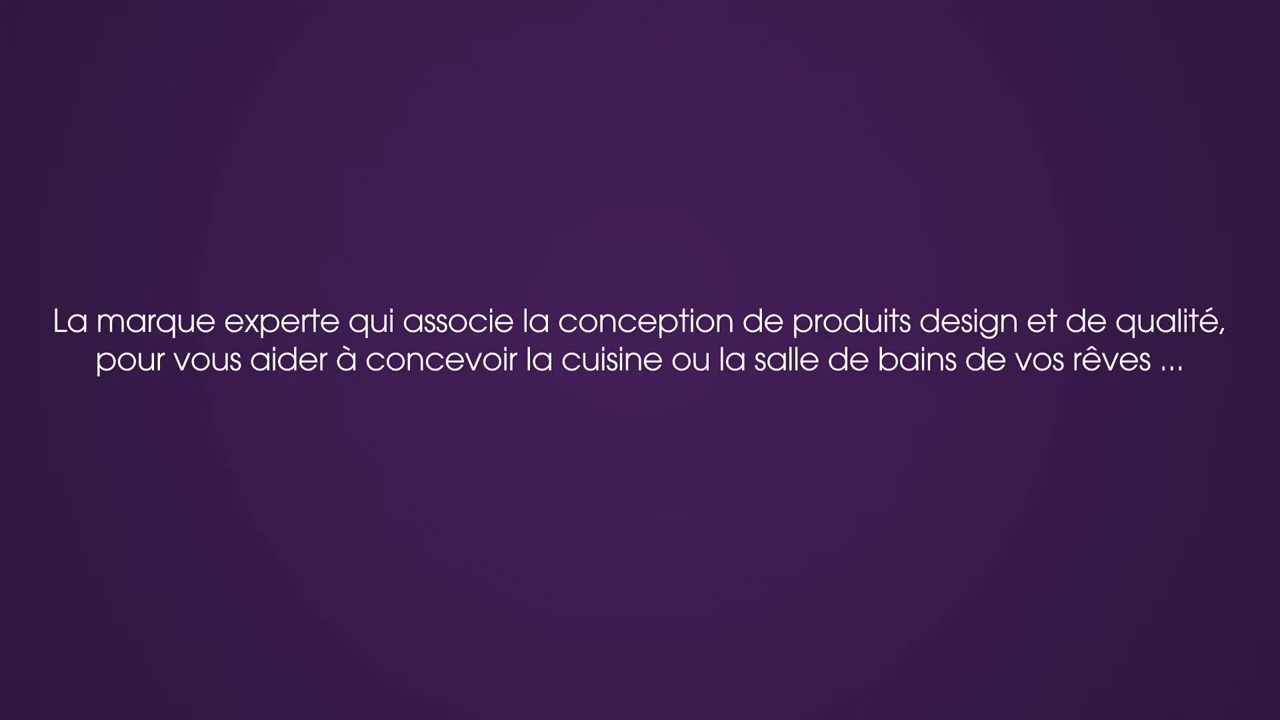 La marque experte qui associe la conception de produits design et de qualité,
pour vous aider à concevoir la cuisine ou la salle de bains de vos rêves ...